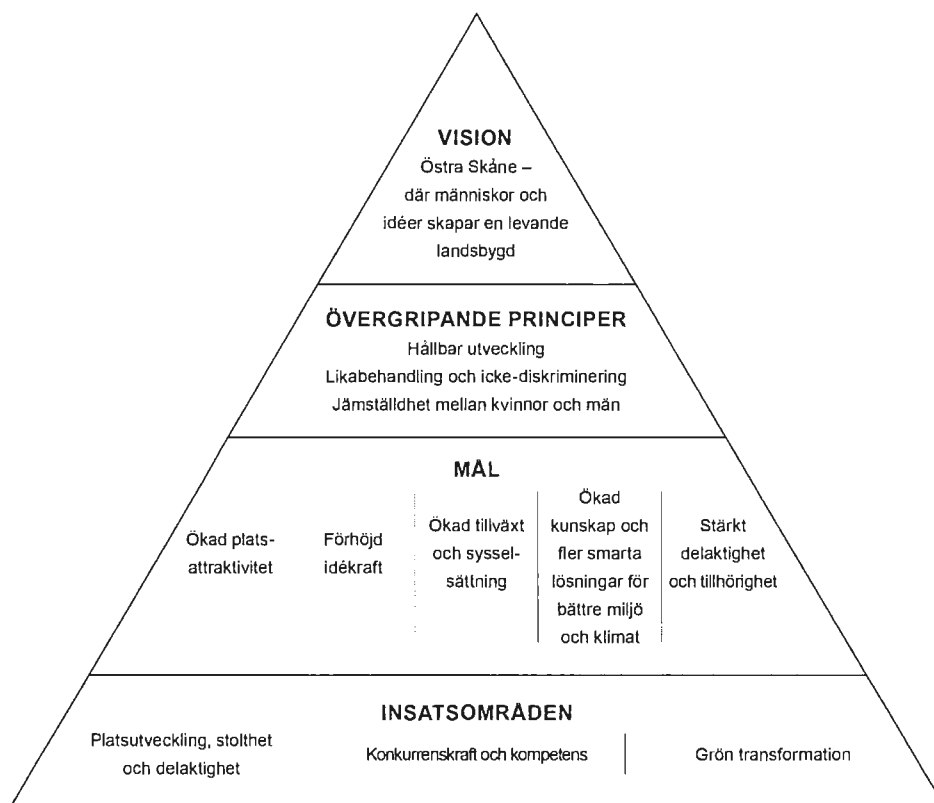 VISION
Östra Skåne –
där människor och
idéer skapar en levande
landsbygd
ÖVERGRIPANDE PRINCIPER
Hållbar utveckling
Likabehandling och icke-diskriminering
Jämställdhet mellan kvinnor och män
MÅL
Ökad plats-
attraktivitet
Förhöjd
idékraft
Ökad tillväxt
och syssel-
sättning
Ökad
kunskap och
fler smarta
lösningar för
bättre miljö
och klimat
Stärkt
delaktighet
och tillhörighet
INSATSOMRÅDEN
Platsutveckling, stolthet
och delaktighet
Konkurrenskraft och kompetens
Grön transformation